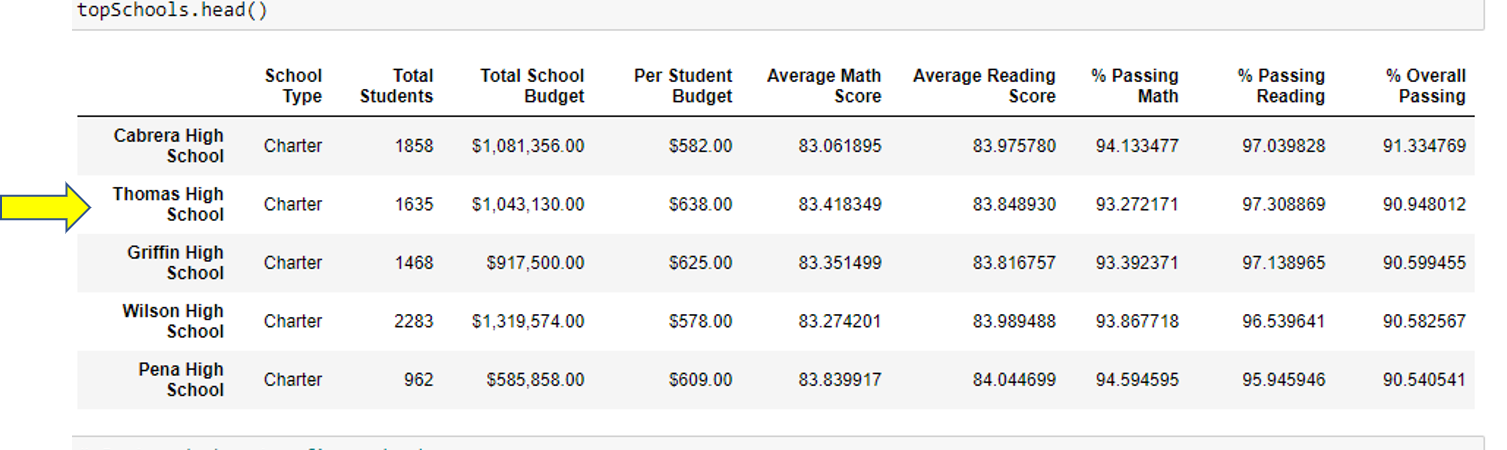 topSchools.head()
School Total Total School Per Student Average Math Average Reading % Passing % Passing % Overall
Type Students Budget Budget Score Score Math Reading Passing
Cabrera High
School Charter 1858 $1,081,356.00 $582.00 83.061895 83.975780 94.133477 97.039828 91.334769
Thomas High
School Charter 1635 $1,043,130.00 $638.00 83.418349 83.848930 93.272171 97.308869 90.948012
Griffin High
School Charter 1468 $917,500.00 $625.00 83.351499 83.816757 93.392371 97.138965 90.599455
Wilson High
School Charter 2283 $1,319,574.00 $578.00 83.274201 83.989488 93.867718 96.539641 90.582567
Pena High
School Charter 962 $585,858.00 $609.00 83.839917 84.044699 94.594595 95.945946 90.540541